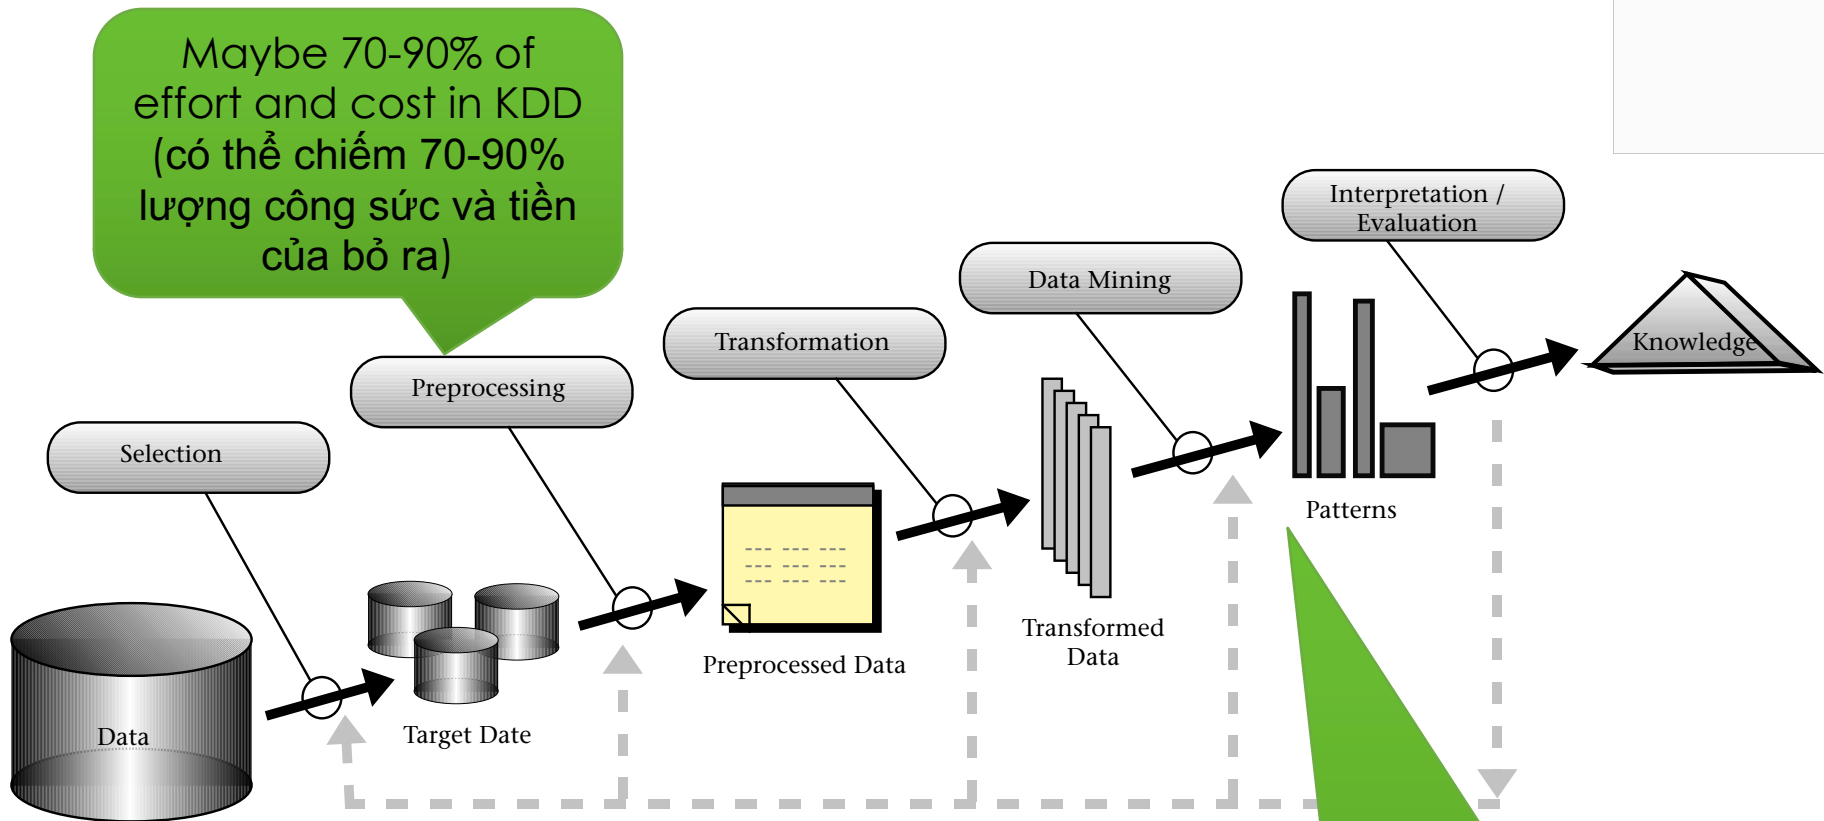 Maybe 70-90% of
effort and cost in KDD
(có thể chiếm 70-90%
lượng công sức và tiền
của bỏ ra)
Interpretation /
Evaluation
Data Mining
Transformation
Preprocessing
Selection
Knowledge
Patterns
Transformed
Data
Preprocessed Data
Target Date
Data